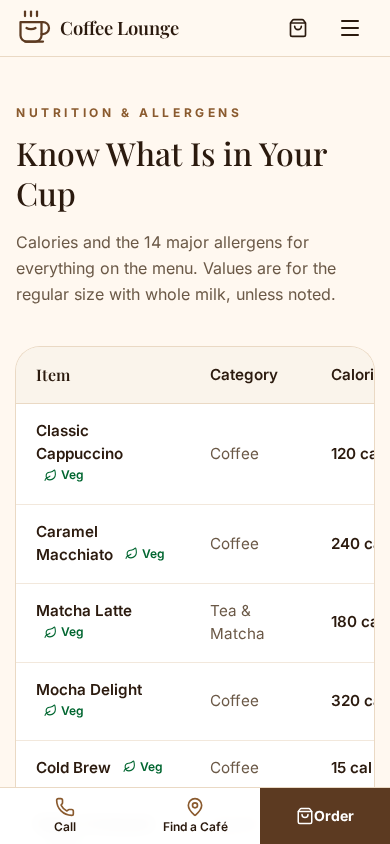 Coffee Lounge
NUTRITION & ALLERGENS
Know What Is in Your
Cup
Calories and the 14 major allergens for
everything on the menu. Values are for the
regular size with whole milk, unless noted.
Item Category Calori
Classic
Cappuccino
Veg
Coffee 120 ca
Caramel
Macchiato Veg
Coffee 240 ca
Matcha Latte
Veg
Tea &
Matcha
180 ca
Mocha Delight
Veg
Coffee 320 ca
Cold Brew Veg Coffee 15 cal
Call Find a Café Order